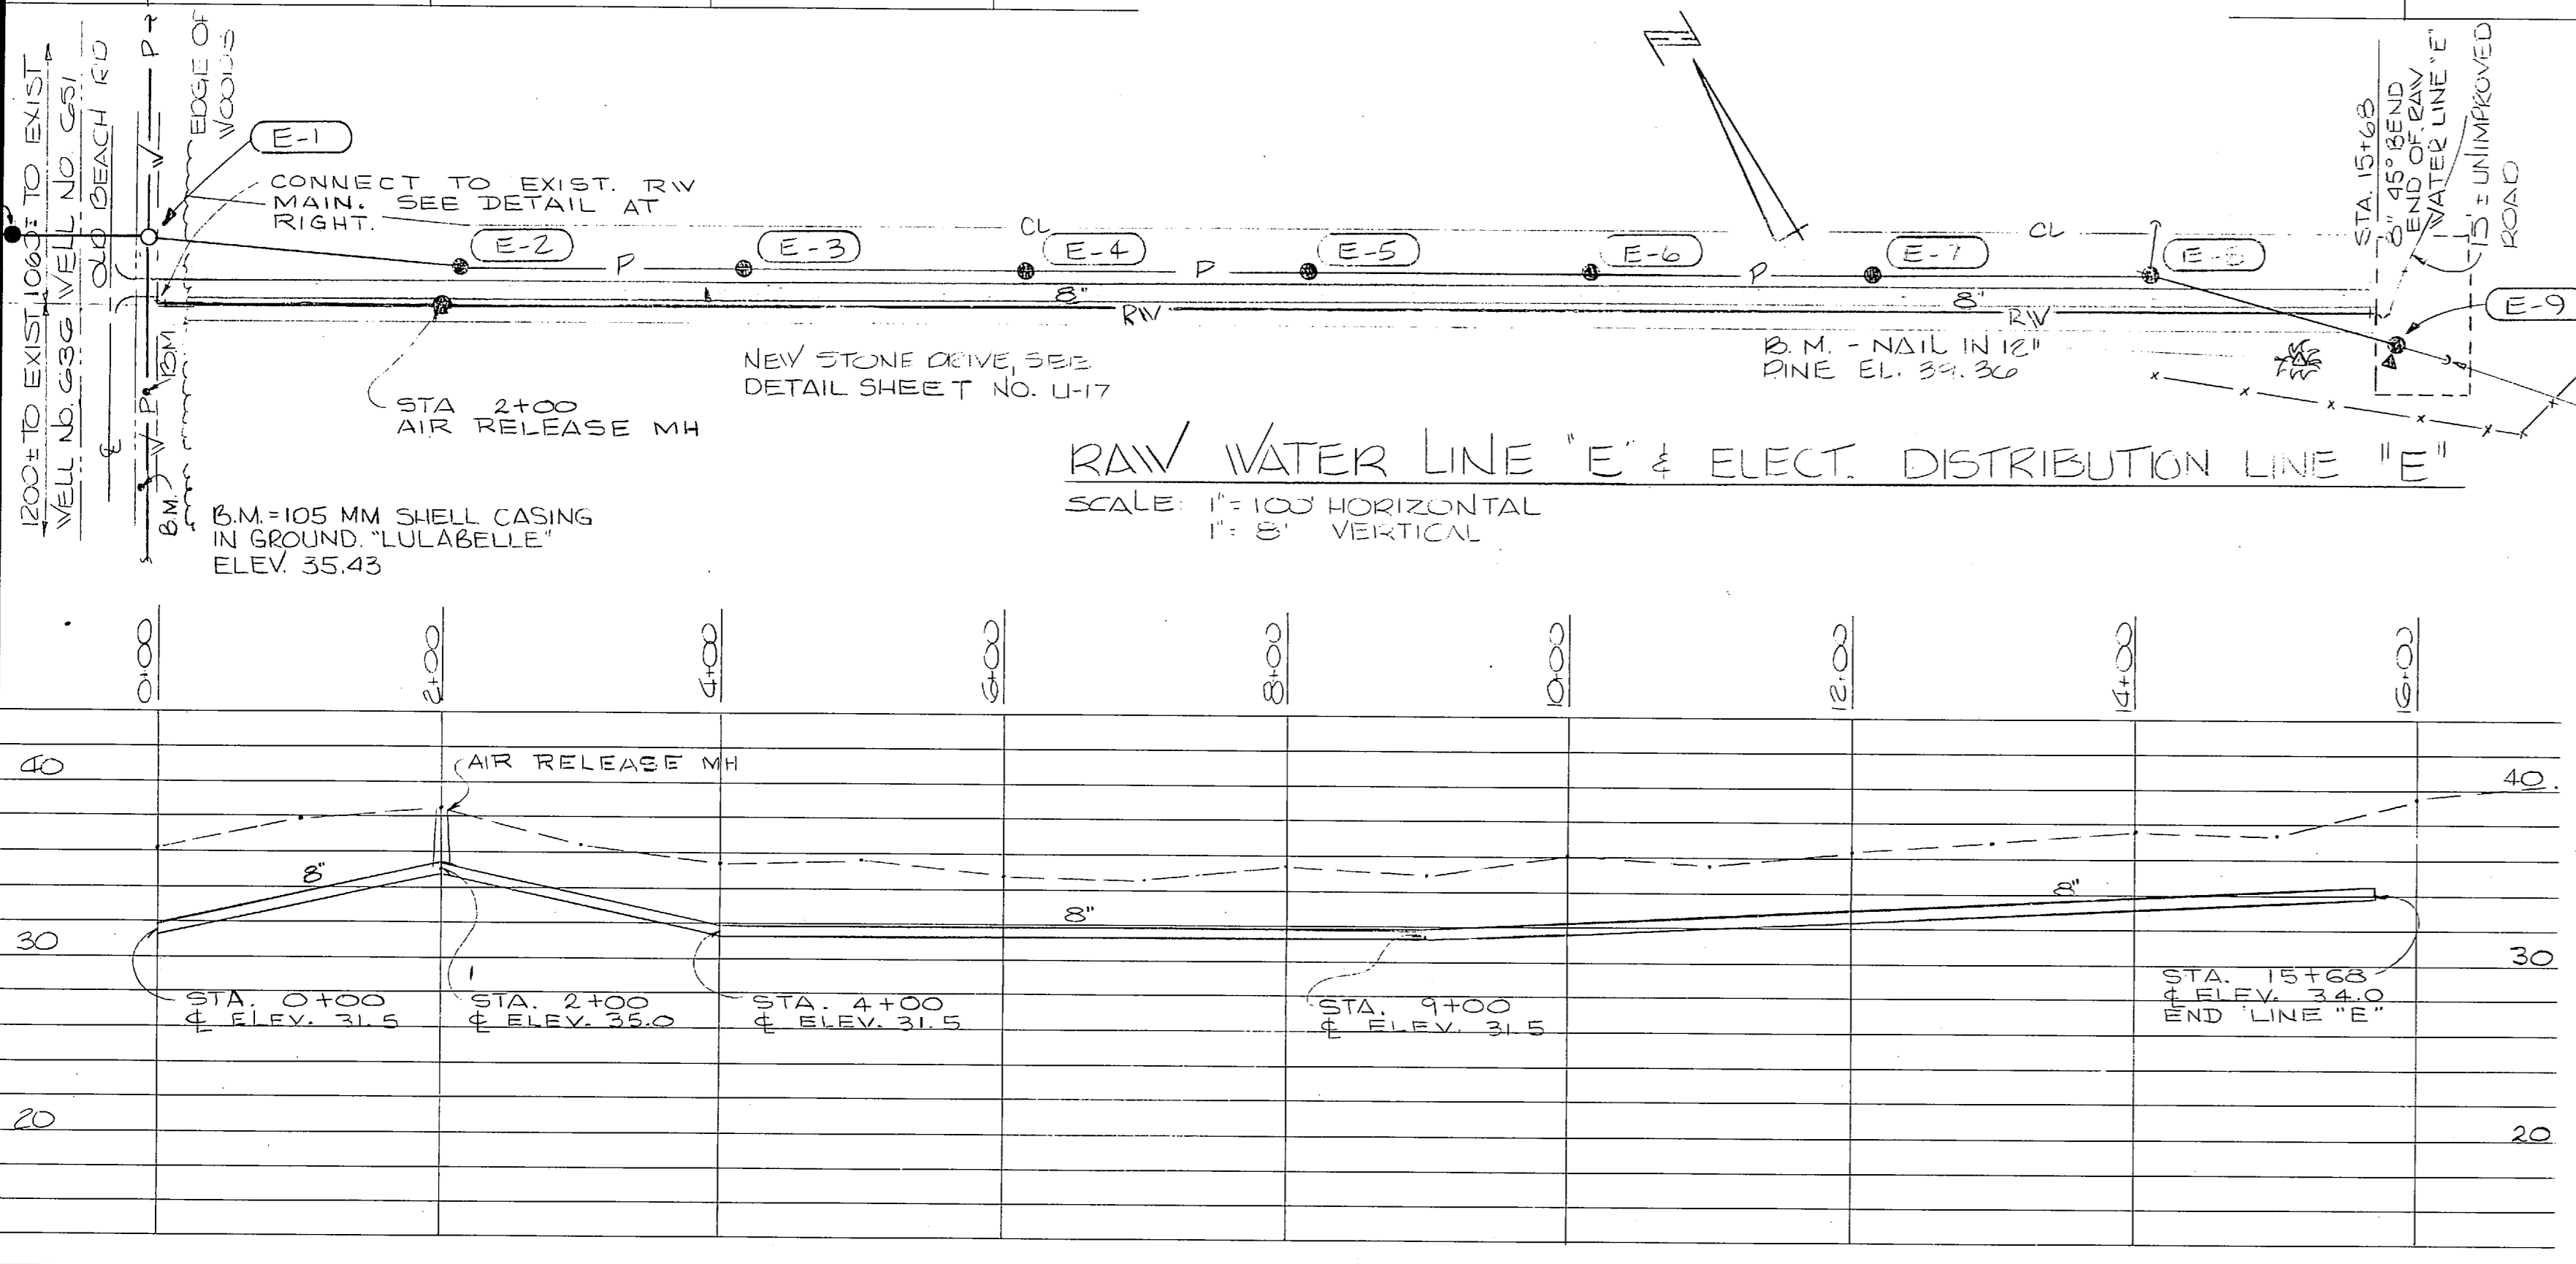 1200± TO EXIST
WELL NO. G36
1060± TO EXIST
WELL NO. G51
OLD BEACH RD
℄
P
W
P
W
B.M.
B.M.
EDGE OF
WOODS
E-1
CONNECT TO EXIST. RW
MAIN. SEE DETAIL AT
RIGHT.
E-2
P
E-3
CL
E-4
P
E-5
E-6
P
E-7
CL
E-8
E-9
8"
RW
8"
RW
STA. 15+68
8" 45° BEND
END OF RAW
WATER LINE "E"
15'± UNIMPROVED
ROAD
STA 2+00
AIR RELEASE MH
NEW STONE DRIVE, SEE
DETAIL SHEET NO. U-17
B.M. - NAIL IN 12"
PINE EL. 39.36
B.M.=105 MM SHELL CASING
IN GROUND. "LULABELLE"
ELEV. 35.43
RAW WATER LINE "E" & ELECT. DISTRIBUTION LINE "E"
SCALE: 1"=100' HORIZONTAL
1"= 8' VERTICAL
0+00
2+00
4+00
6+00
8+00
10+00
12+00
14+00
16+00
40
AIR RELEASE MH
40
8"
8"
8"
30
30
STA. 0+00
℄ ELEV. 31.5
STA. 2+00
℄ ELEV. 35.0
STA. 4+00
℄ ELEV. 31.5
STA. 9+00
℄ ELEV. 31.5
STA. 15+68
℄ ELEV. 34.0
END LINE "E"
20
20